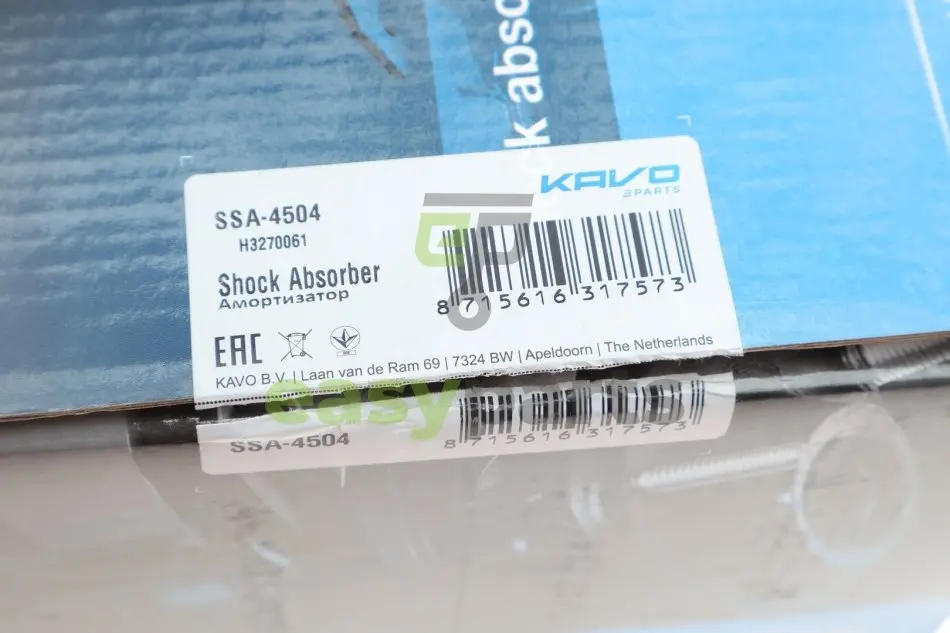 k abso
KAVO
PARTS
SSA-4504
H3270061
Shock Absorber
Амортизатор
8 715616 317573
EAC
KAVO B.V. | Laan van de Ram 69 | 7324 BW | Apeldoorn | The Netherlands
easy
SSA-4504
8 715616 317573